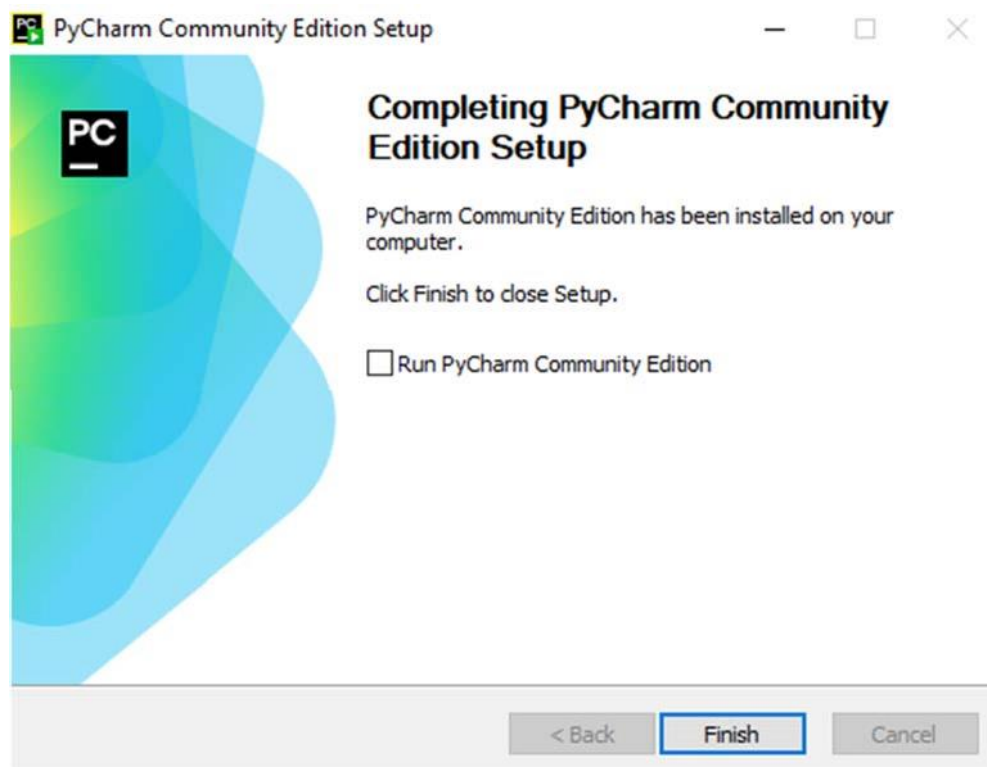 PyCharm Community Edition Setup
PC
Completing PyCharm Community
Edition Setup
PyCharm Community Edition has been installed on your
computer.
Click Finish to close Setup.
Run PyCharm Community Edition
< Back Finish Cancel